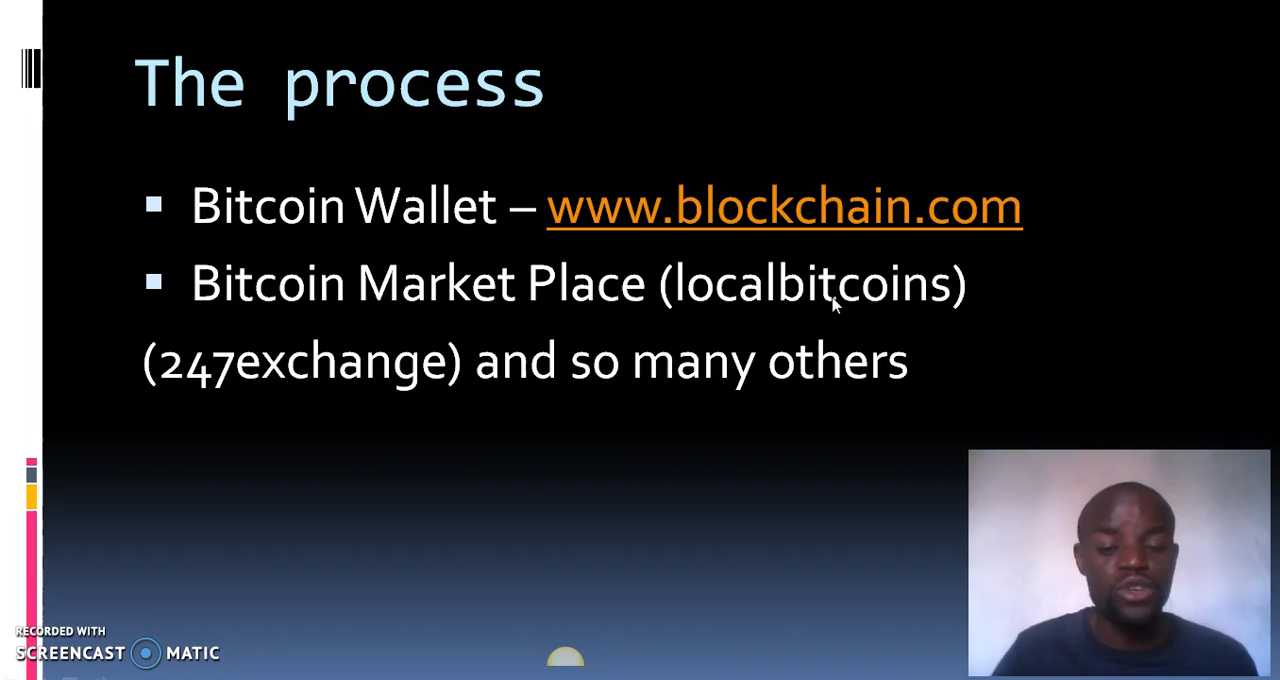 The process
Bitcoin Wallet – www.blockchain.com
Bitcoin Market Place (localbitcoins)
(247exchange) and so many others
RECORDED WITH
SCREENCAST MATIC